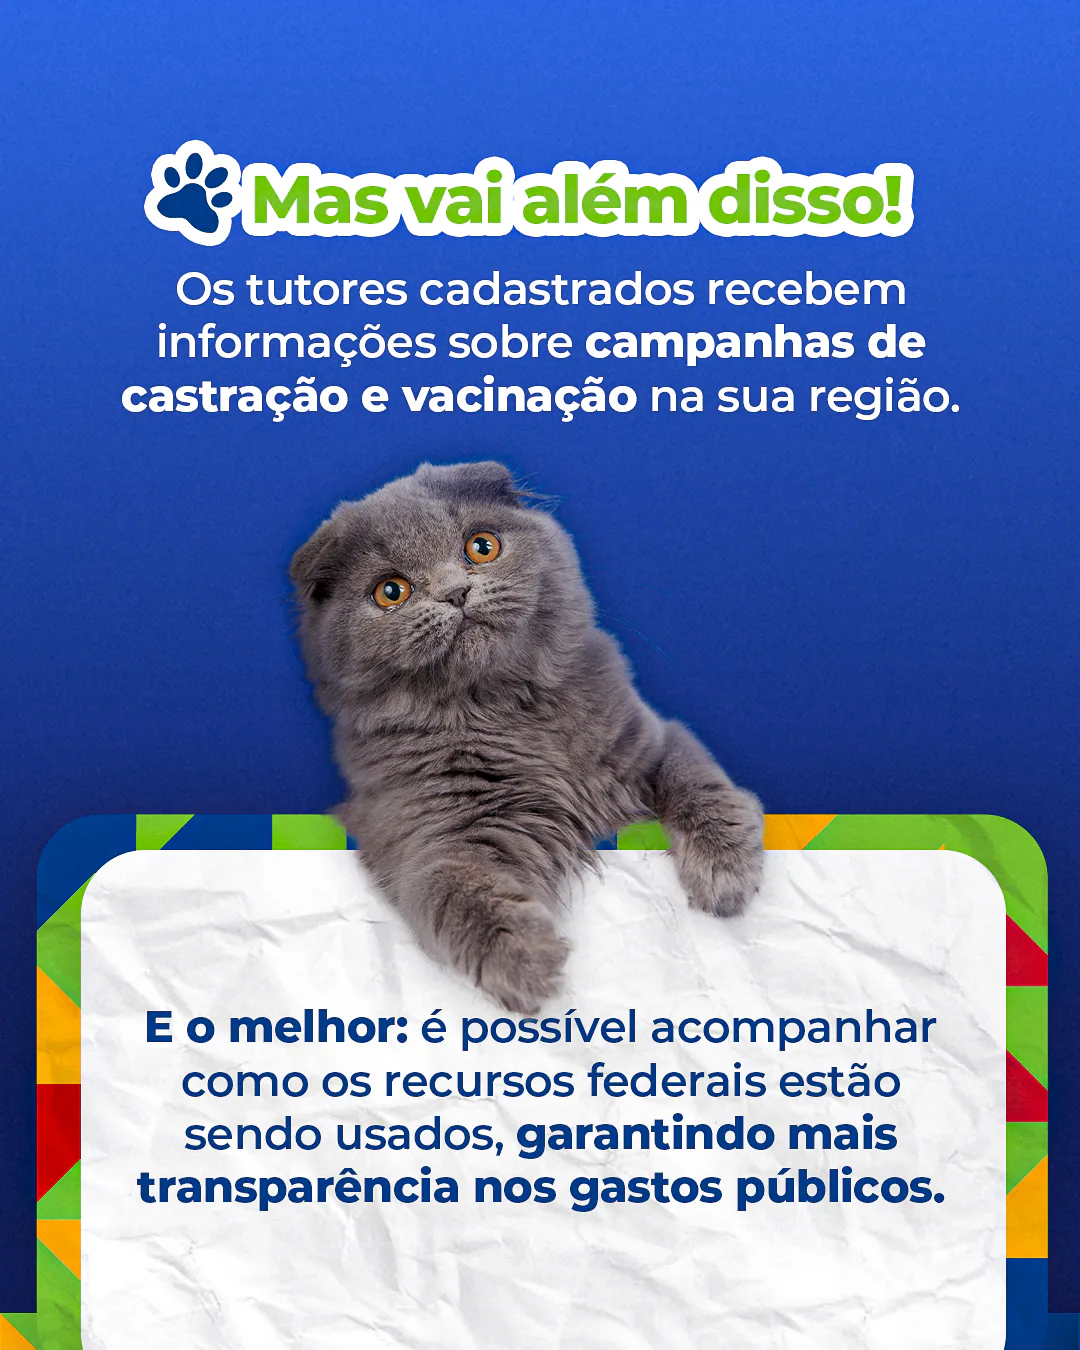 Mas vai além disso!
Os tutores cadastrados recebem
informações sobre campanhas de
castração e vacinação na sua região.
E o melhor: é possível acompanhar
como os recursos federais estão
sendo usados, garantindo mais
transparência nos gastos públicos.